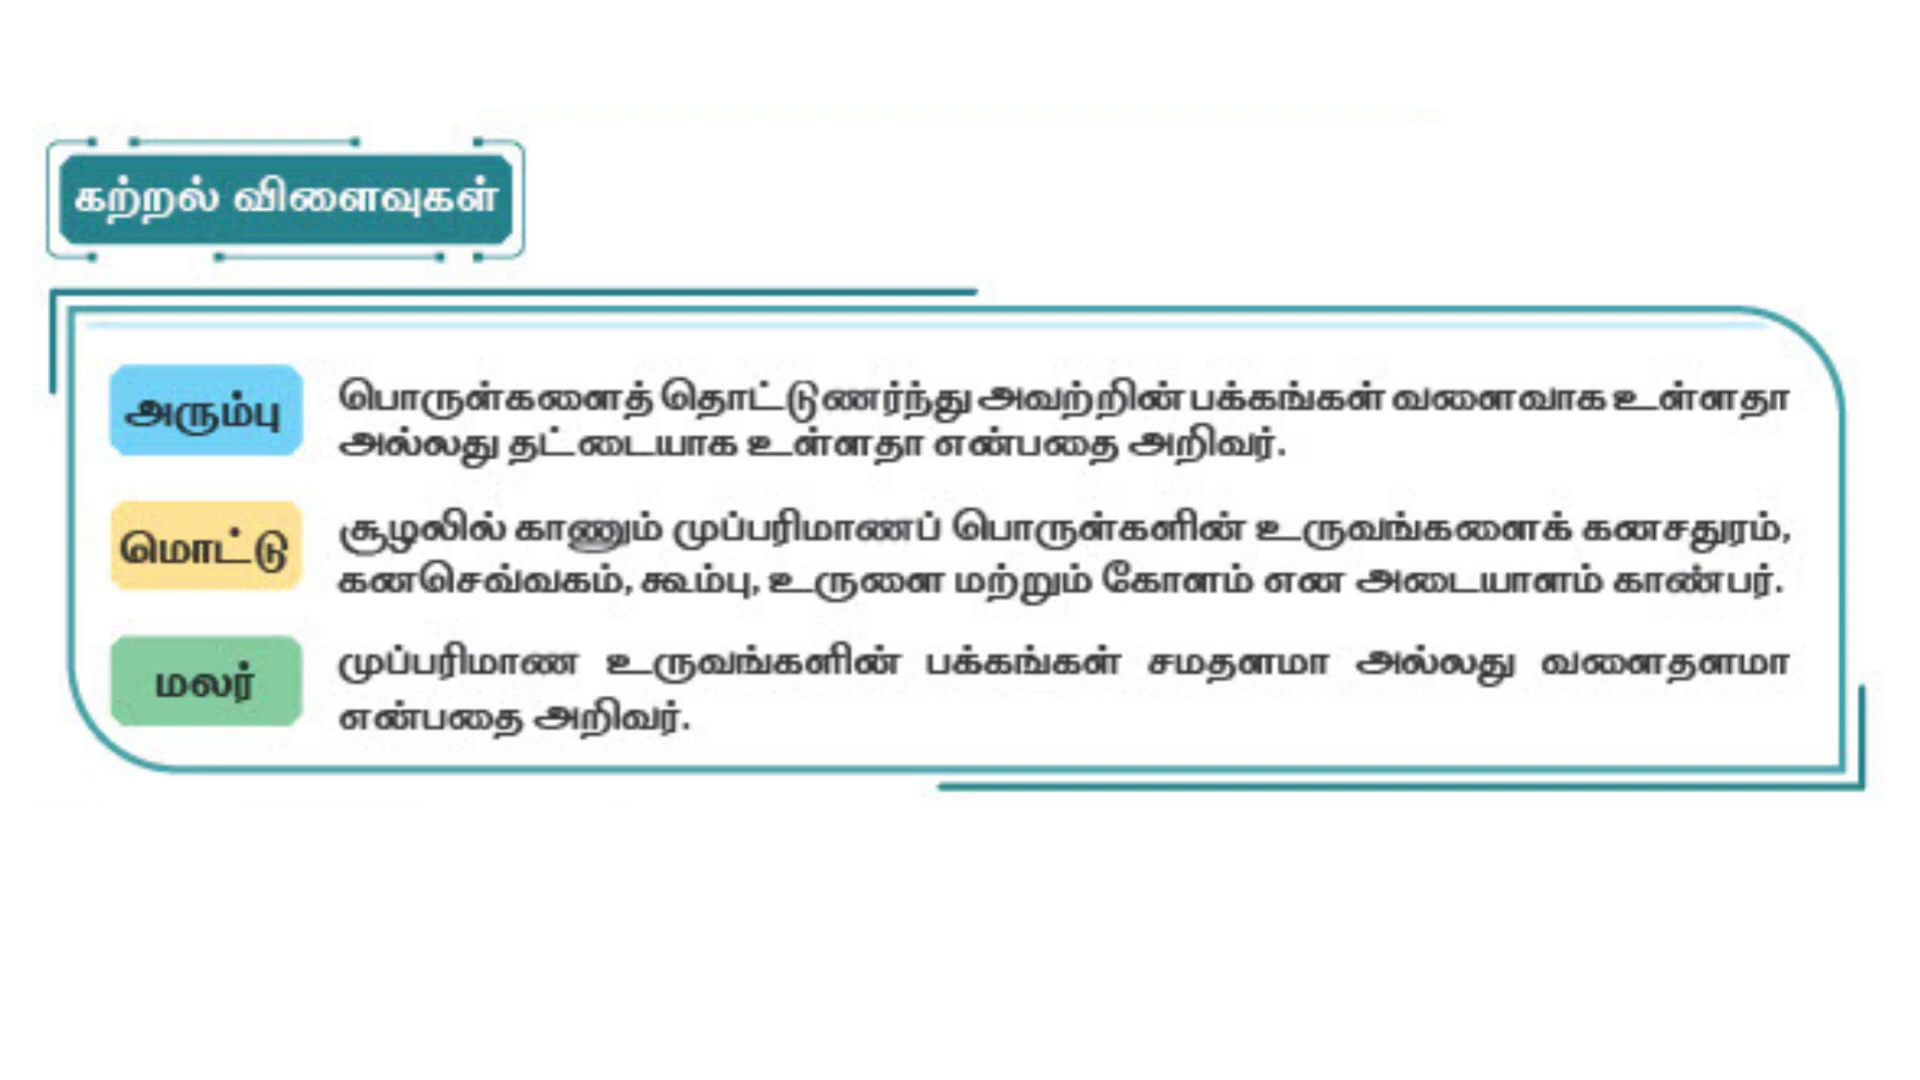 கற்றல் விளைவுகள்
அரும்பு
பொருள்களைத் தொட்டுணர்ந்து அவற்றின் பக்கங்கள் வளைவாக உள்ளதா
அல்லது தட்டையாக உள்ளதா என்பதை அறிவர்.
மொட்டு
சூழலில் காணும் முப்பரிமாணப் பொருள்களின் உருவங்களைக் கனசதுரம்,
கனசெவ்வகம், கூம்பு, உருளை மற்றும் கோளம் என அடையாளம் காண்பர்.
மலர்
முப்பரிமாண உருவங்களின் பக்கங்கள் சமதளமா அல்லது வளைதளமா
என்பதை அறிவர்.